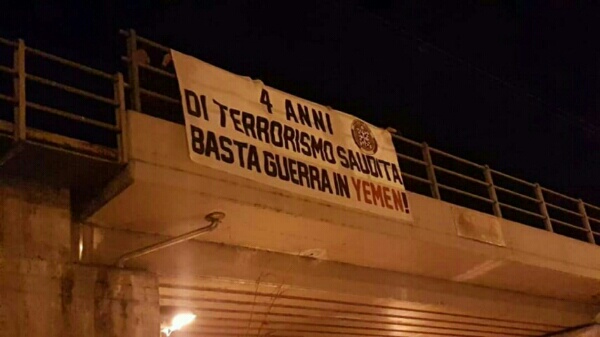 4 ANNI
DI TERRORISMO SAUDITA
BASTA GUERRA IN YEMEN!